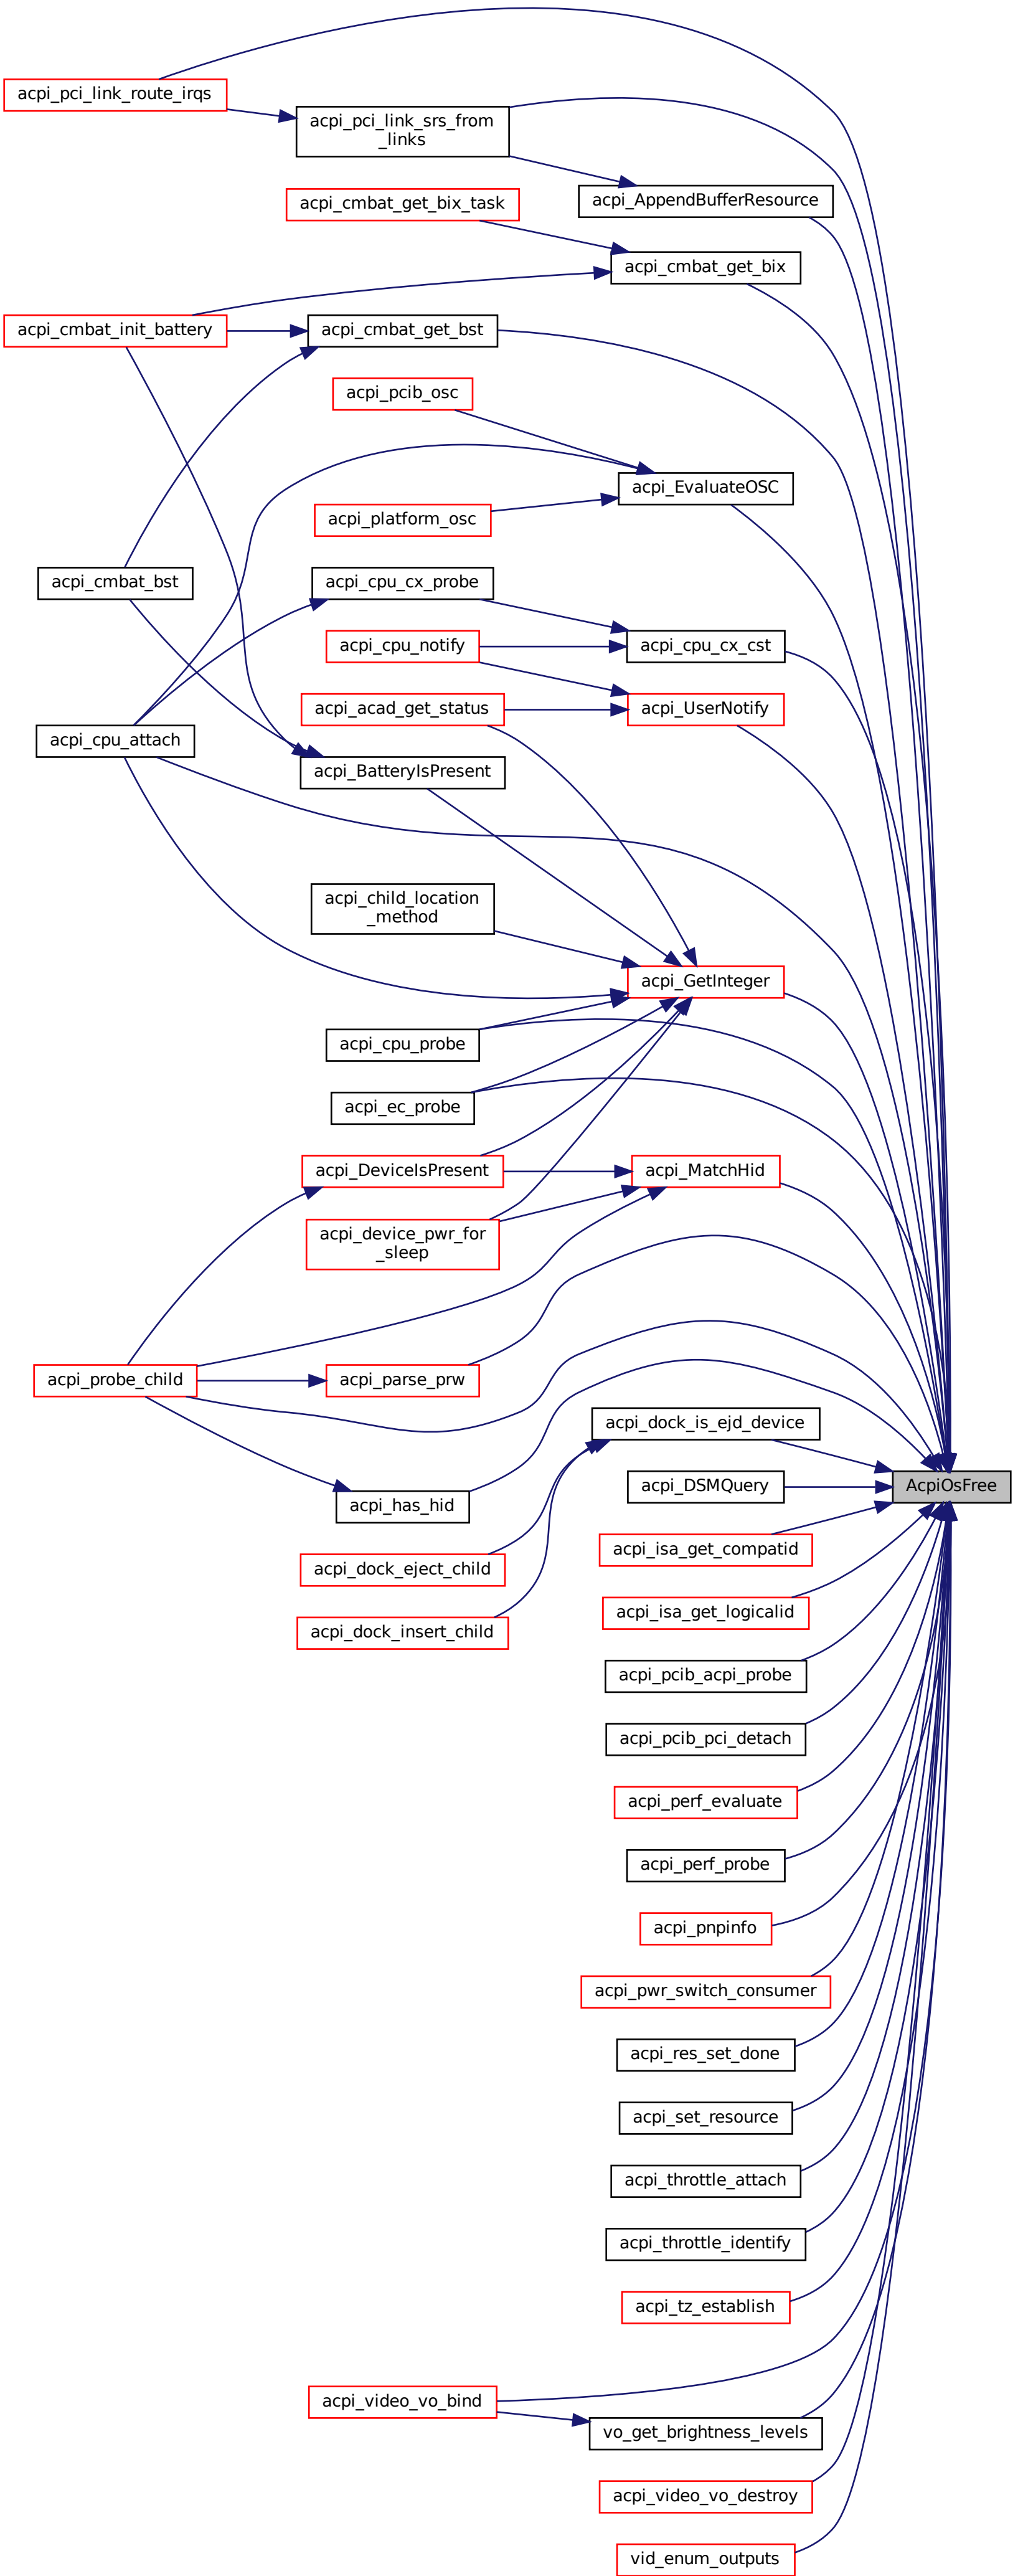 acpi_pci_link_route_irqs
acpi_pci_link_srs_from
_links
acpi_AppendBufferResource
acpi_cmbat_get_bix_task
acpi_cmbat_get_bix
acpi_cmbat_init_battery
acpi_cmbat_get_bst
acpi_pcib_osc
acpi_EvaluateOSC
acpi_platform_osc
acpi_cmbat_bst
acpi_cpu_cx_probe
acpi_cpu_notify
acpi_cpu_cx_cst
acpi_acad_get_status
acpi_UserNotify
acpi_cpu_attach
acpi_BatteryIsPresent
acpi_child_location
_method
acpi_GetInteger
acpi_cpu_probe
acpi_ec_probe
acpi_DeviceIsPresent
acpi_MatchHid
acpi_device_pwr_for
_sleep
acpi_probe_child
acpi_parse_prw
acpi_dock_is_ejd_device
acpi_DSMQuery
AcpiOsFree
acpi_has_hid
acpi_isa_get_compatid
acpi_dock_eject_child
acpi_isa_get_logicalid
acpi_dock_insert_child
acpi_pcib_acpi_probe
acpi_pcib_pci_detach
acpi_perf_evaluate
acpi_perf_probe
acpi_pnpinfo
acpi_pwr_switch_consumer
acpi_res_set_done
acpi_set_resource
acpi_throttle_attach
acpi_throttle_identify
acpi_tz_establish
acpi_video_vo_bind
vo_get_brightness_levels
acpi_video_vo_destroy
vid_enum_outputs